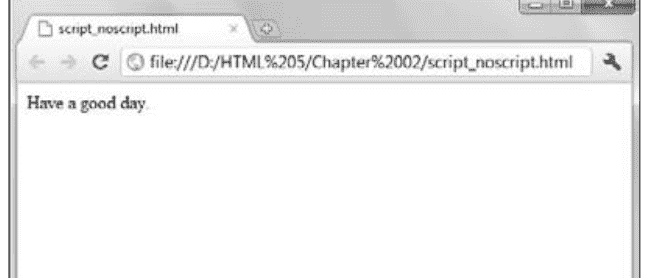 script_noscript.html
file:///D:/HTML%205/Chapter%2002/script_noscript.html
Have a good day.